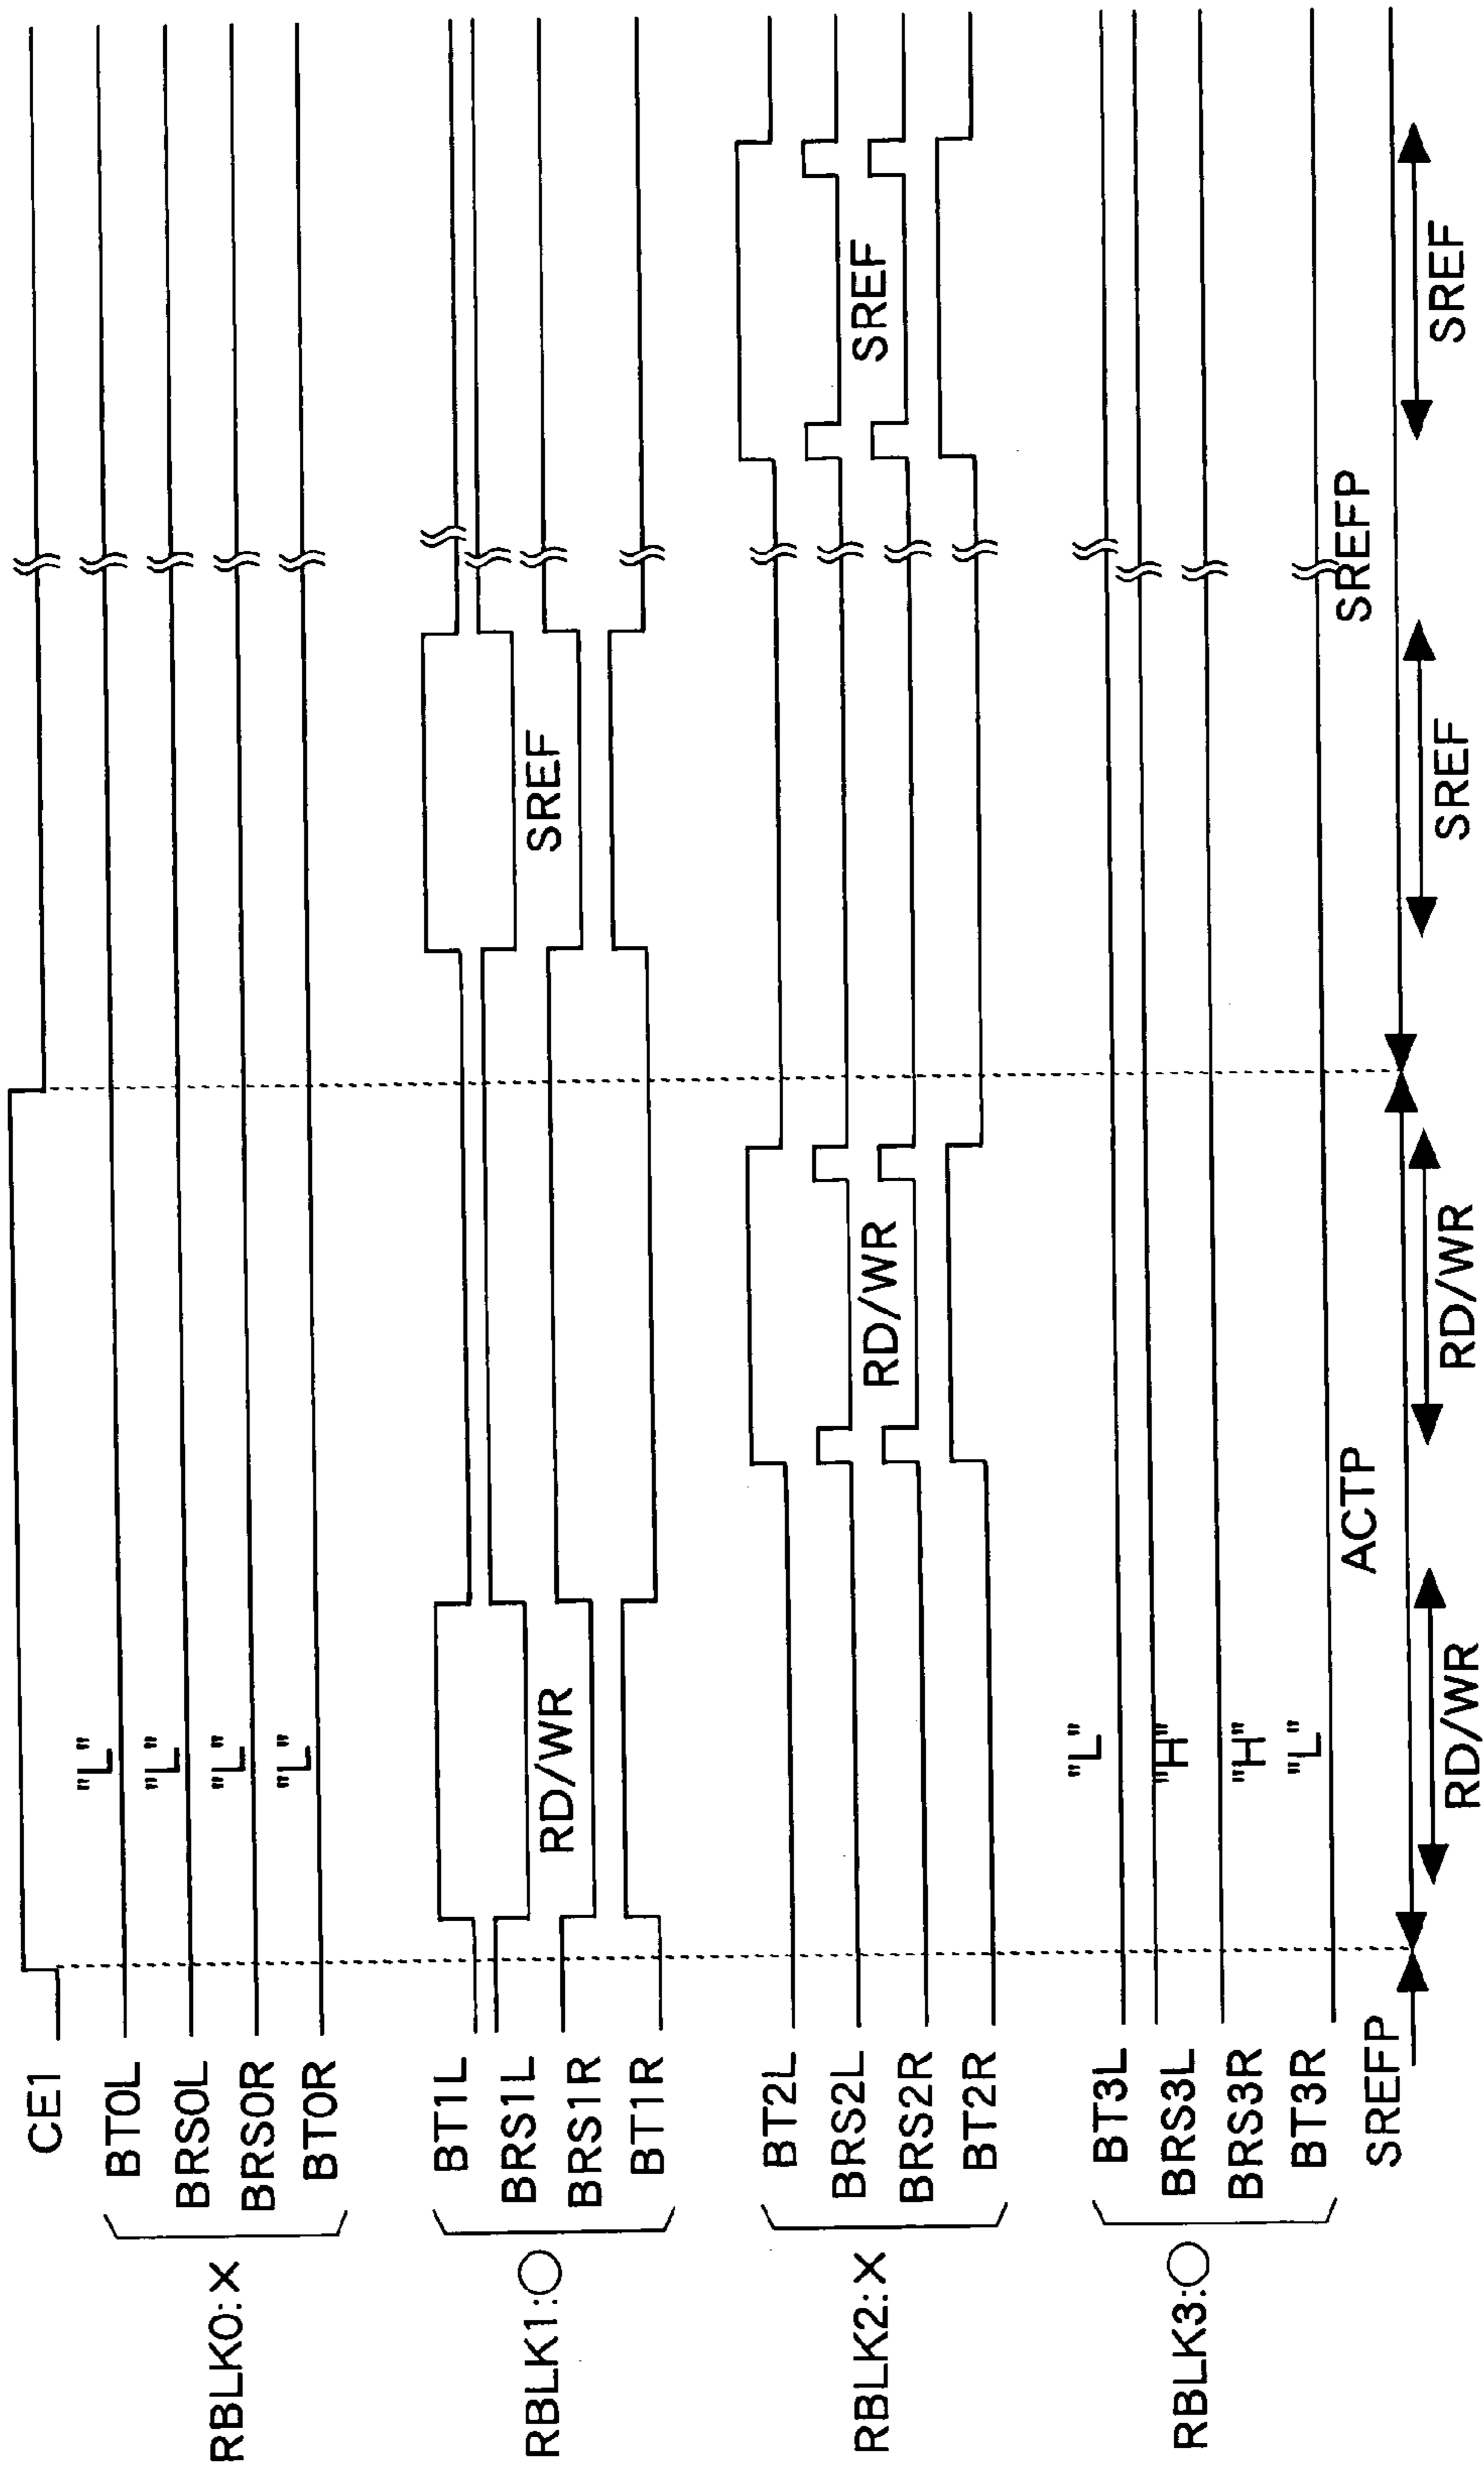 CE1
RBLK0:×
BT0L "L"
BRS0L "L"
BRS0R "L"
BT0R "L"
RBLK1:○
BT1L
BRS1L
RD/WR SREF
BRS1R
BT1R
RBLK2:×
BT2L
BRS2L
RD/WR SREF
BRS2R
BT2R
RBLK3:○
BT3L "L"
BRS3L "H"
BRS3R "H"
BT3R "L"
SREFP ACTP SREFP
RD/WR RD/WR SREF SREF